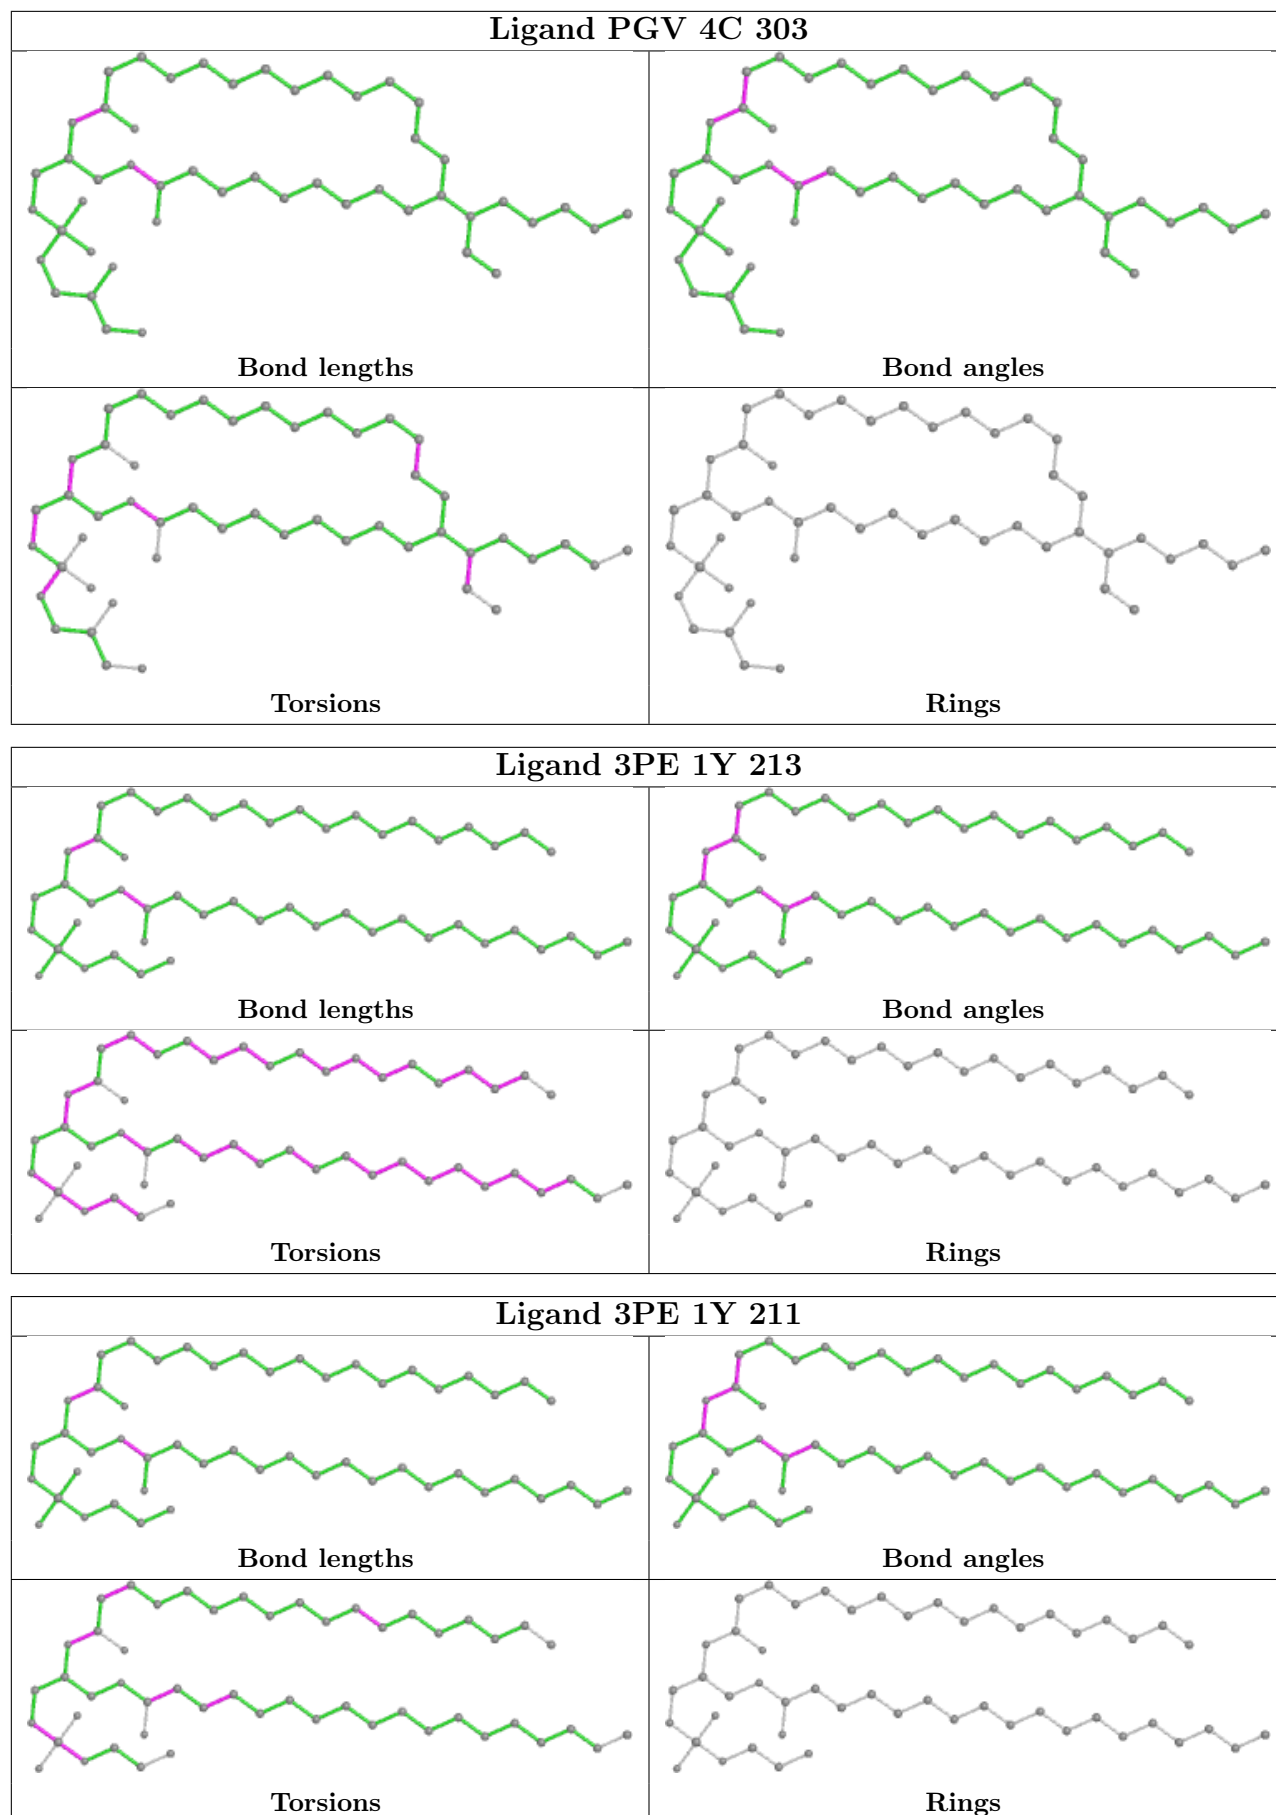 Ligand PGV 4C 303
Bond lengths
Bond angles
Torsions
Rings
Ligand 3PE 1Y 213
Bond lengths
Bond angles
Torsions
Rings
Ligand 3PE 1Y 211
Bond lengths
Bond angles
Torsions
Rings